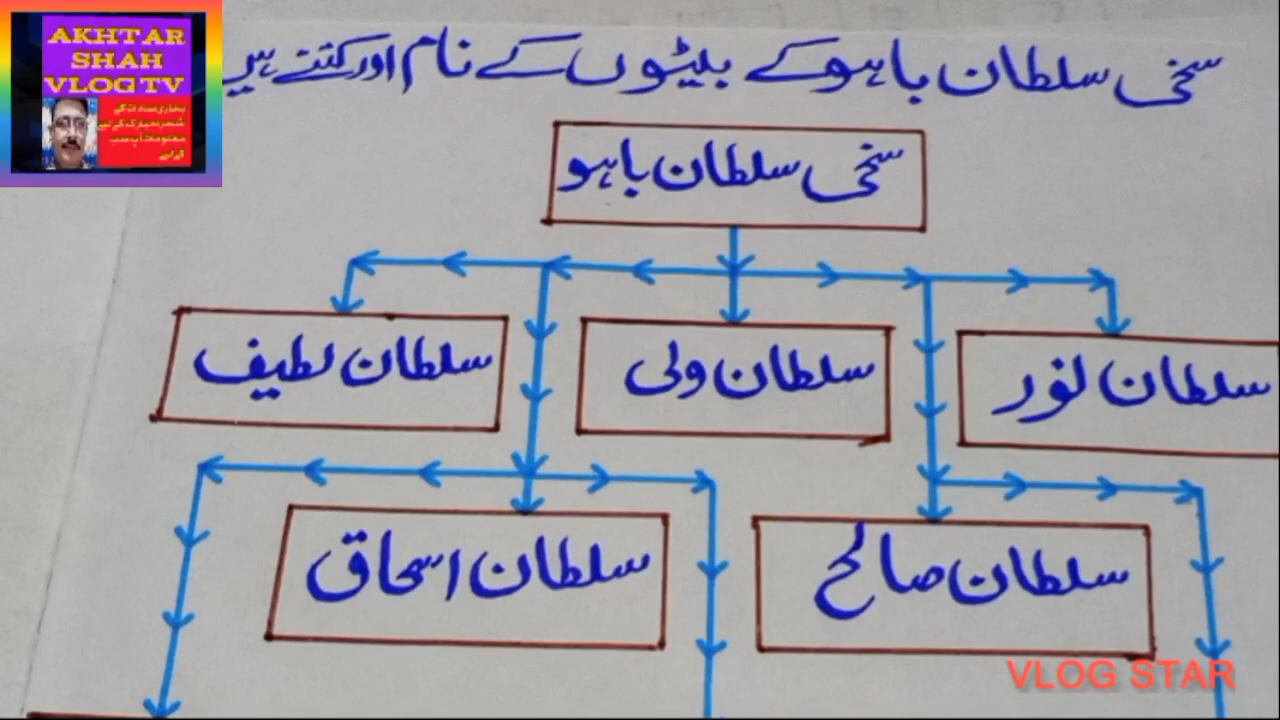 سخی سلطان باہو کے بیٹوں کے نام اور کتنے ہیں
AKHTAR
SHAH
VLOG TV
سخی سلطان باہو
سلطان نور
سلطان ولی
سلطان لطیف
سلطان صالح
سلطان اسحاق
VLOG STAR